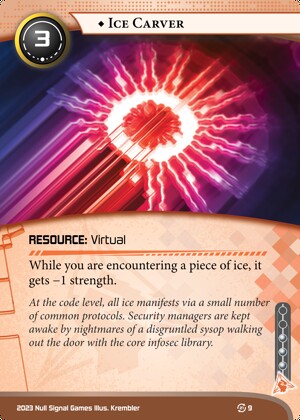 3
◆ Ice Carver
RESOURCE: Virtual
While you are encountering a piece of ice, it
gets −1 strength.
At the code level, all ice manifests via a small number
of common protocols. Security managers are kept
awake by nightmares of a disgruntled sysop walking
out the door with the core infosec library.
2023 Null Signal Games Illus. Krembler
9